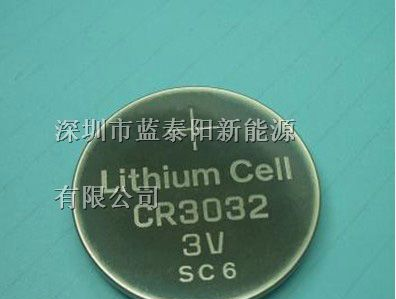 深圳市蓝泰阳新能源
有限公司
Lithium Cell
CR3032
3V
SC6